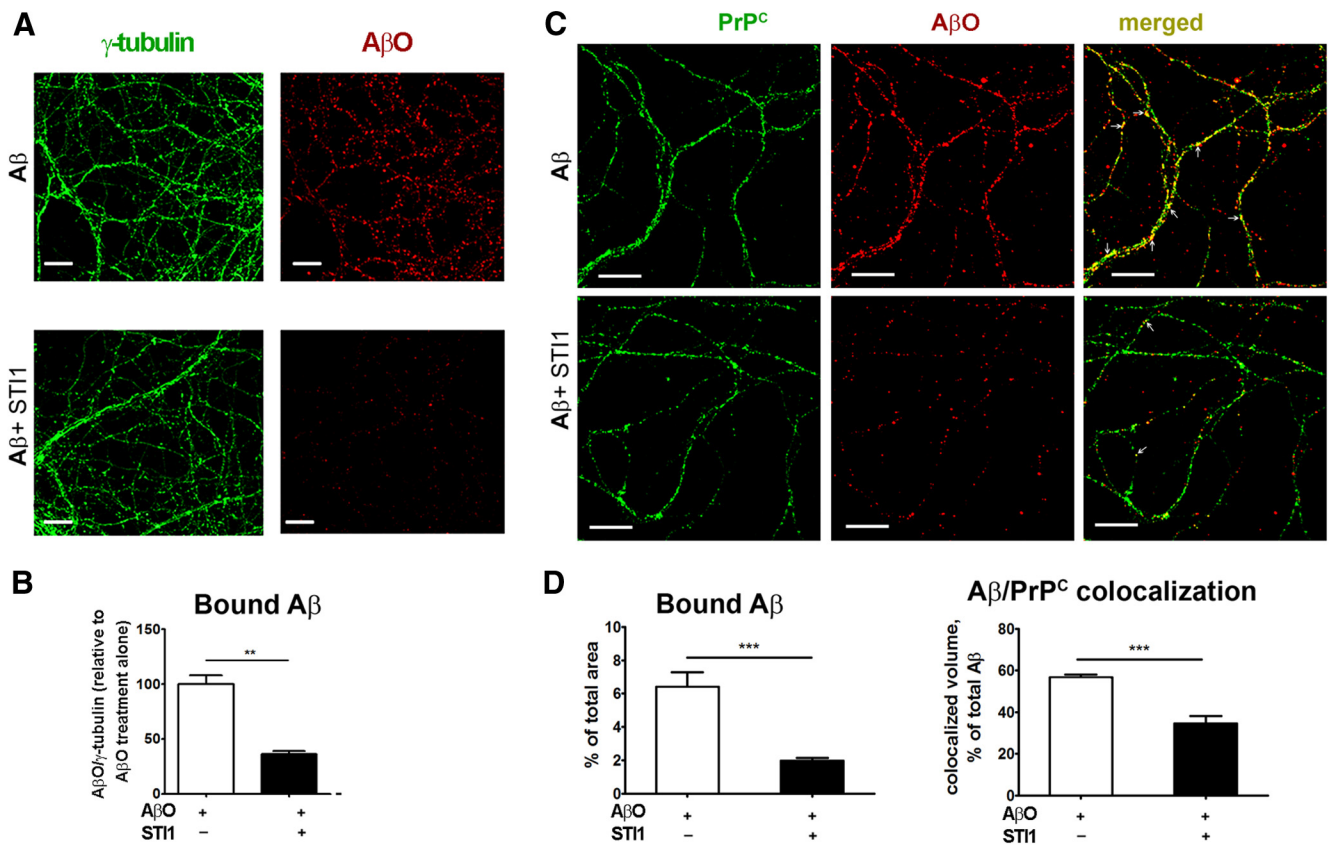 A
γ-tubulin
AβO
Aβ
Aβ+ STI1
B
Bound Aβ
AβO/γ-tubulin (relative to
AβO treatment alone)
150
100
50
0
**
AβO + +
STI1 – +
C
PrPᶜ
AβO
merged
Aβ
Aβ+ STI1
D
Bound Aβ
% of total area
10
8
6
4
2
0
***
AβO + +
STI1 – +
Aβ/PrPᶜ colocalization
colocalized volume,
% of total Aβ
80
60
40
20
0
***
AβO + +
STI1 – +